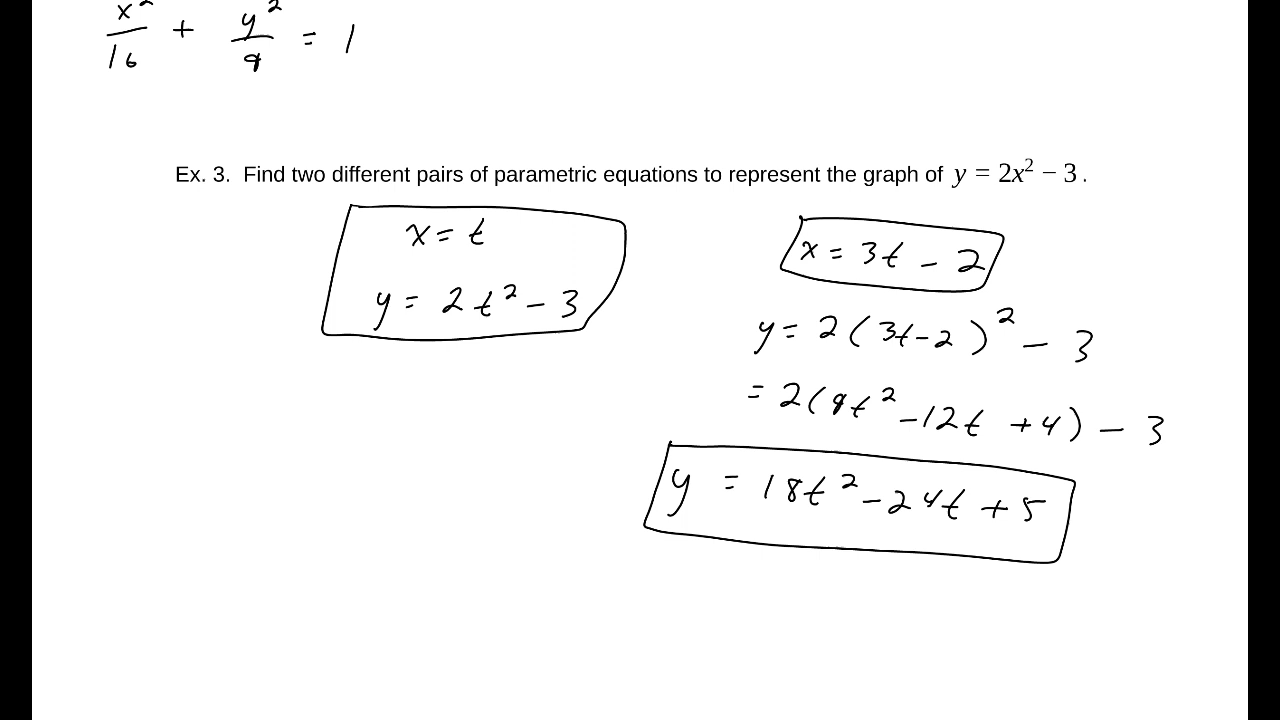 x²/16 + y²/9 = 1
Ex. 3. Find two different pairs of parametric equations to represent the graph of y = 2x² − 3 .
x = t
y = 2t² − 3
x = 3t − 2
y = 2(3t−2)² − 3
= 2(9t² −12t +4) − 3
y = 18t² −24t +5